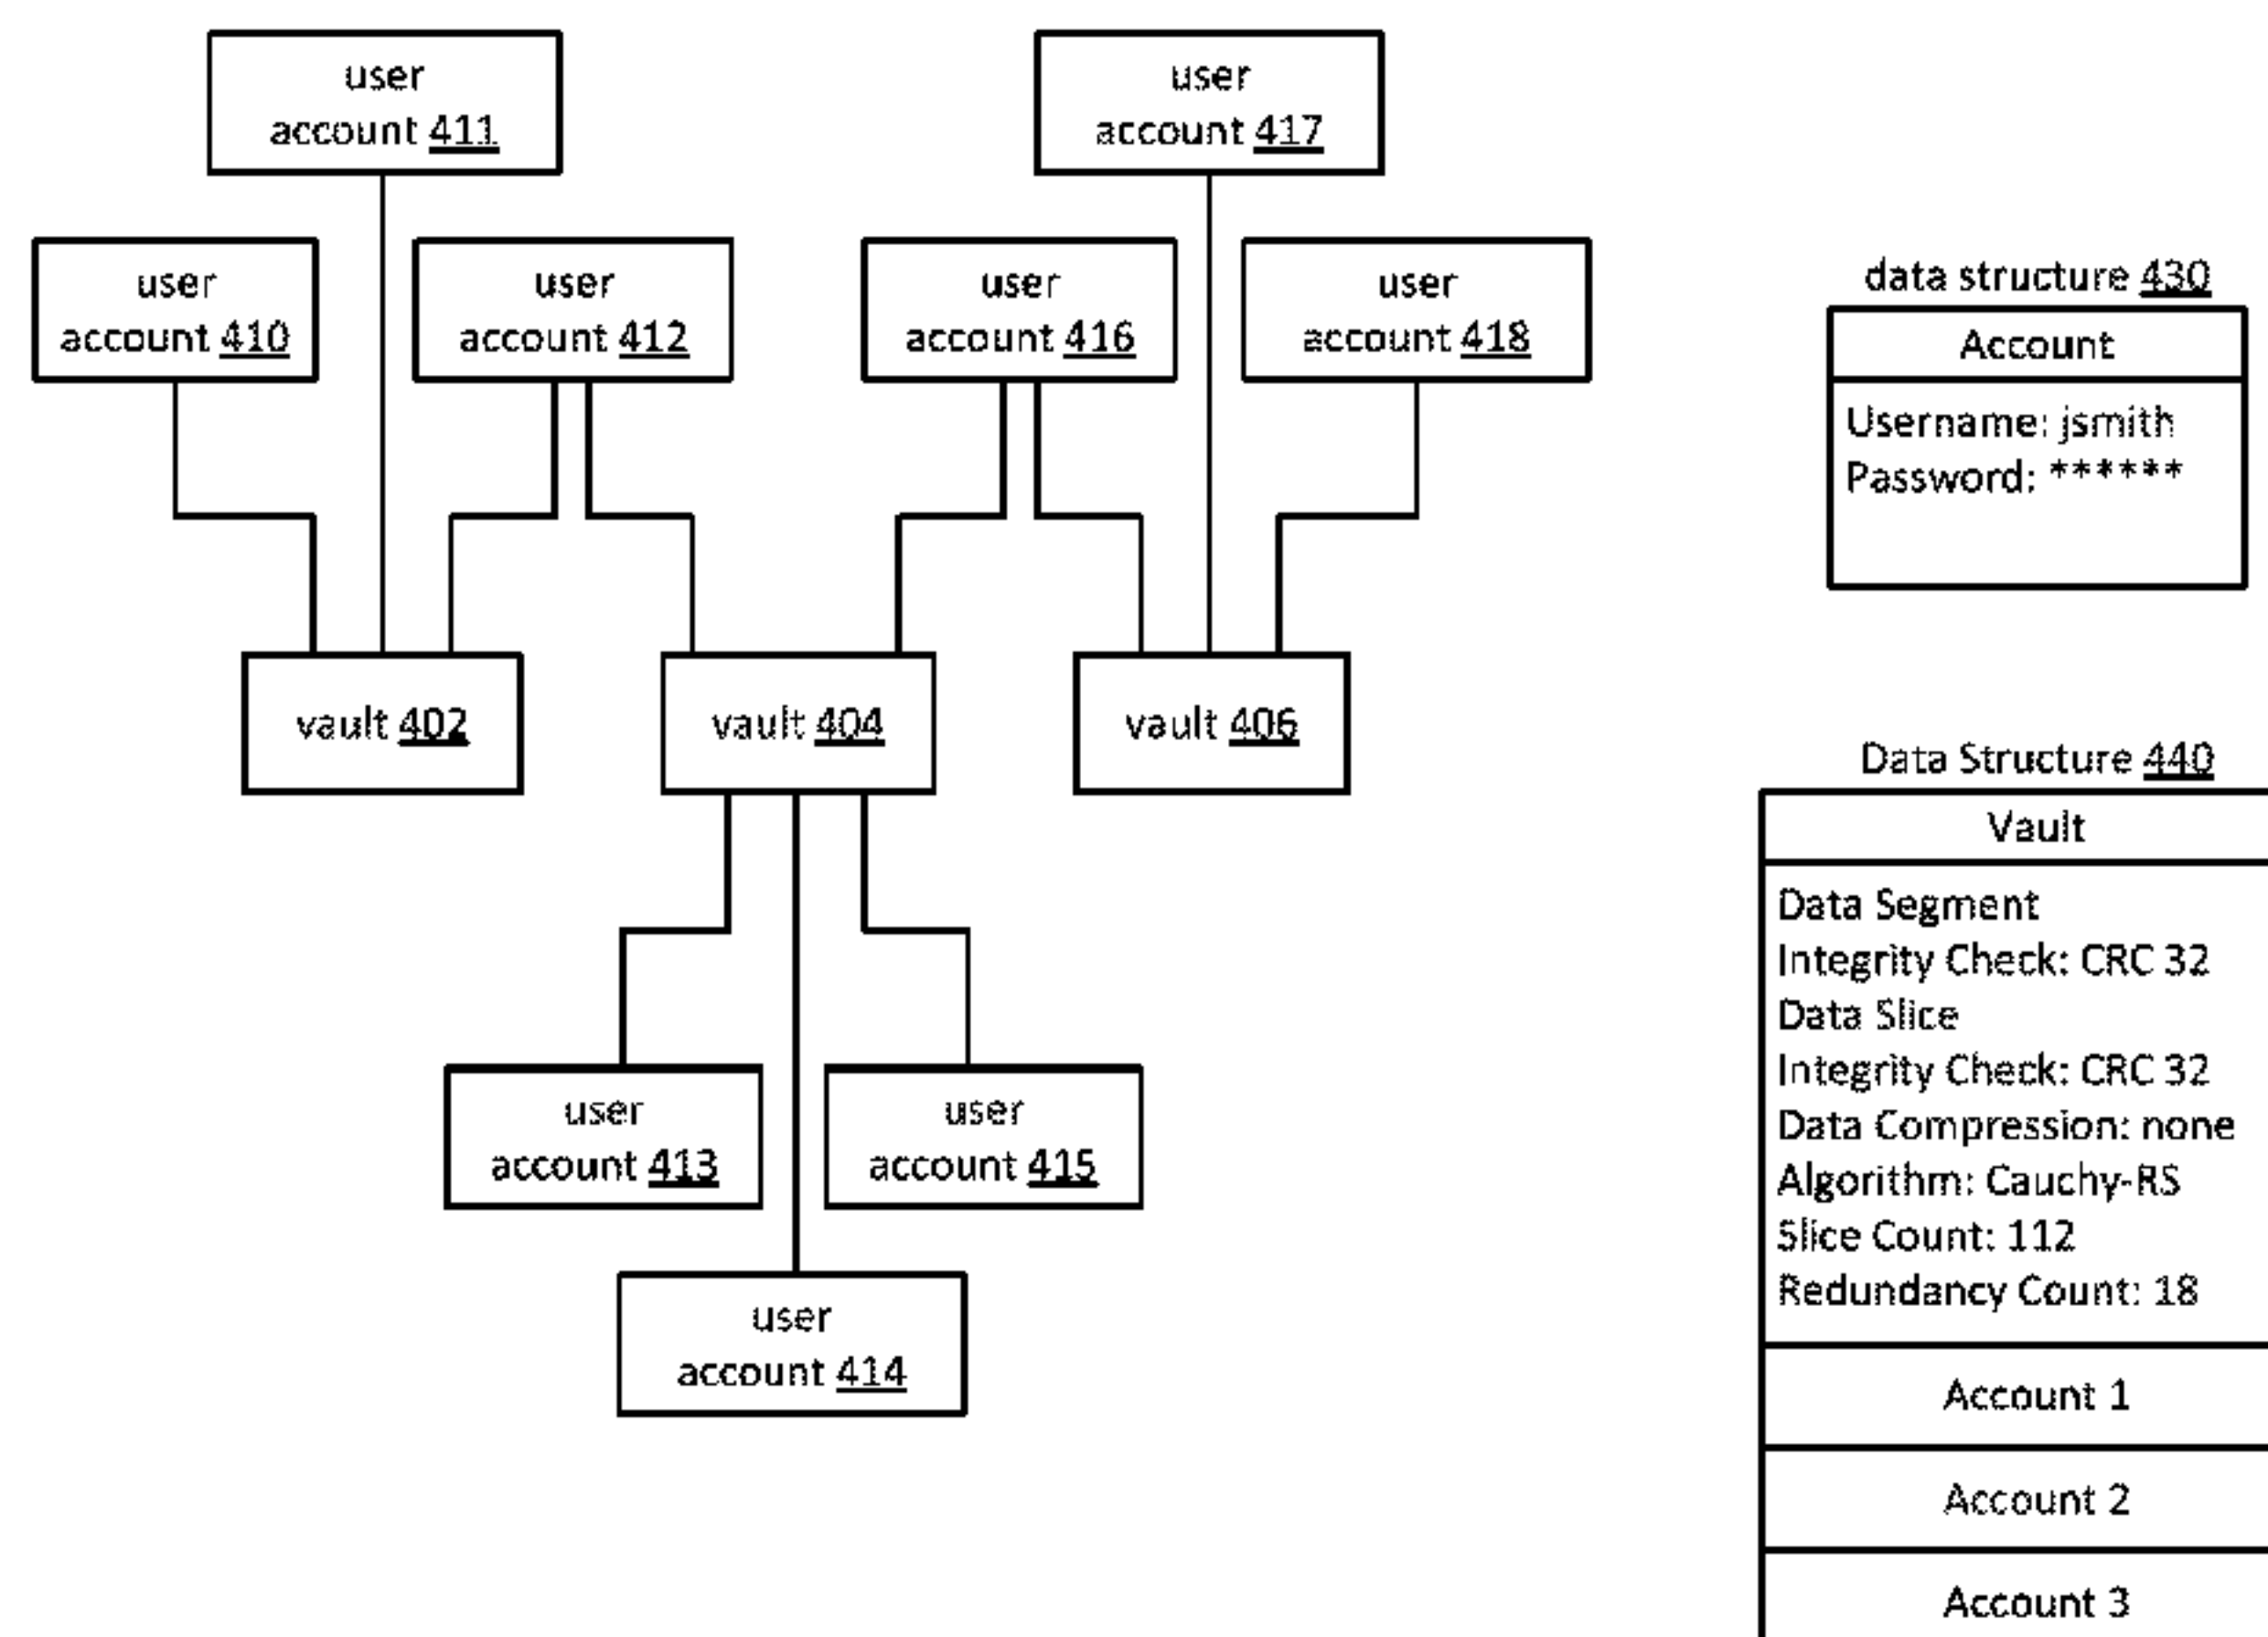 user
account 411
user
account 417
user
account 410
user
account 412
user
account 416
user
account 418
vault 402
vault 404
vault 406
user
account 413
user
account 415
user
account 414
data structure 430
Account
Username: jsmith
Password: ******
Data Structure 440
Vault
Data Segment
Integrity Check: CRC 32
Data Slice
Integrity Check: CRC 32
Data Compression: none
Algorithm: Cauchy-RS
Slice Count: 112
Redundancy Count: 18
Account 1
Account 2
Account 3